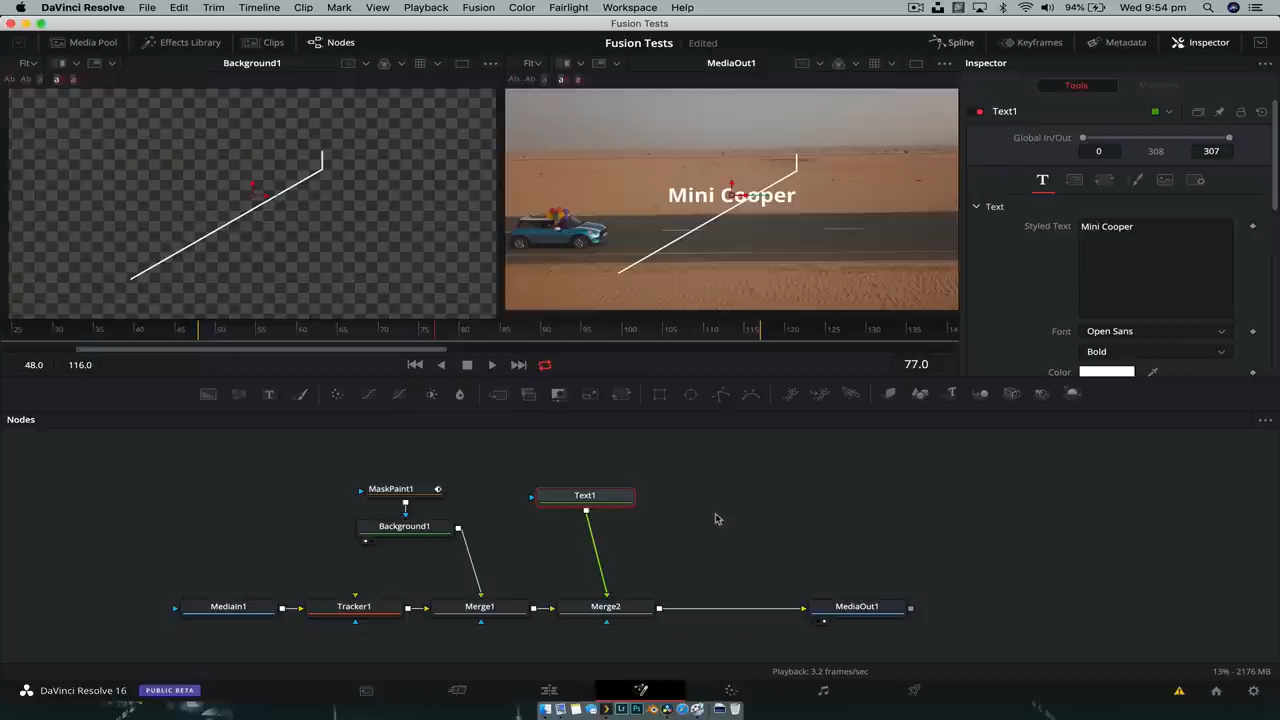 DaVinci Resolve File Edit Trim Timeline Clip Mark View Playback Fusion Color Fairlight Workspace Help 94% Wed 9:54 pm
Fusion Tests
Media Pool Effects Library Clips Nodes Fusion Tests Edited Spline Keyframes Metadata Inspector
Fit Background1 Fit MediaOut1 Inspector
Tools Modifiers
Text1
Global In/Out
0 308 307
Text
Styled Text Mini Cooper
Mini Cooper
25 30 35 40 45 50 55 60 65 70 75 80 85 90 95 100 105 110 115 120 125 130 135 14
Font Open Sans
Bold
Color
48.0 116.0 77.0
Nodes
MaskPaint1
Text1
Background1
MediaIn1 Tracker1 Merge1 Merge2 MediaOut1
Playback: 3.2 frames/sec 13% - 2176 MB
DaVinci Resolve 16 PUBLIC BETA
Lr Ps